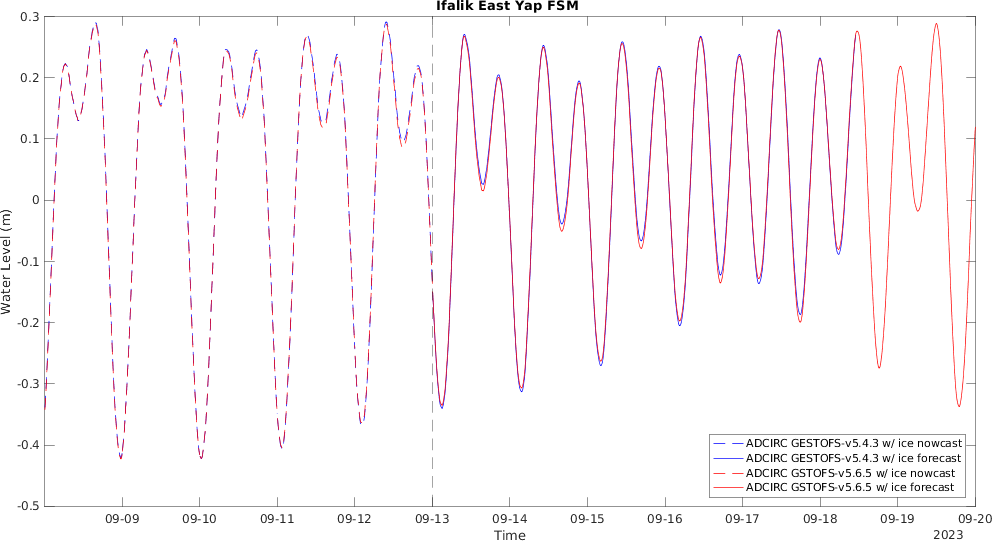 Ifalik East Yap FSM
0.3
0.2
0.1
0
-0.1
-0.2
-0.3
-0.4
-0.5
Water Level (m)
ADCIRC GESTOFS-v5.4.3 w/ ice nowcast
ADCIRC GESTOFS-v5.4.3 w/ ice forecast
ADCIRC GSTOFS-v5.6.5 w/ ice nowcast
ADCIRC GSTOFS-v5.6.5 w/ ice forecast
09-09 09-10 09-11 09-12 09-13 09-14 09-15 09-16 09-17 09-18 09-19 09-20
Time
2023